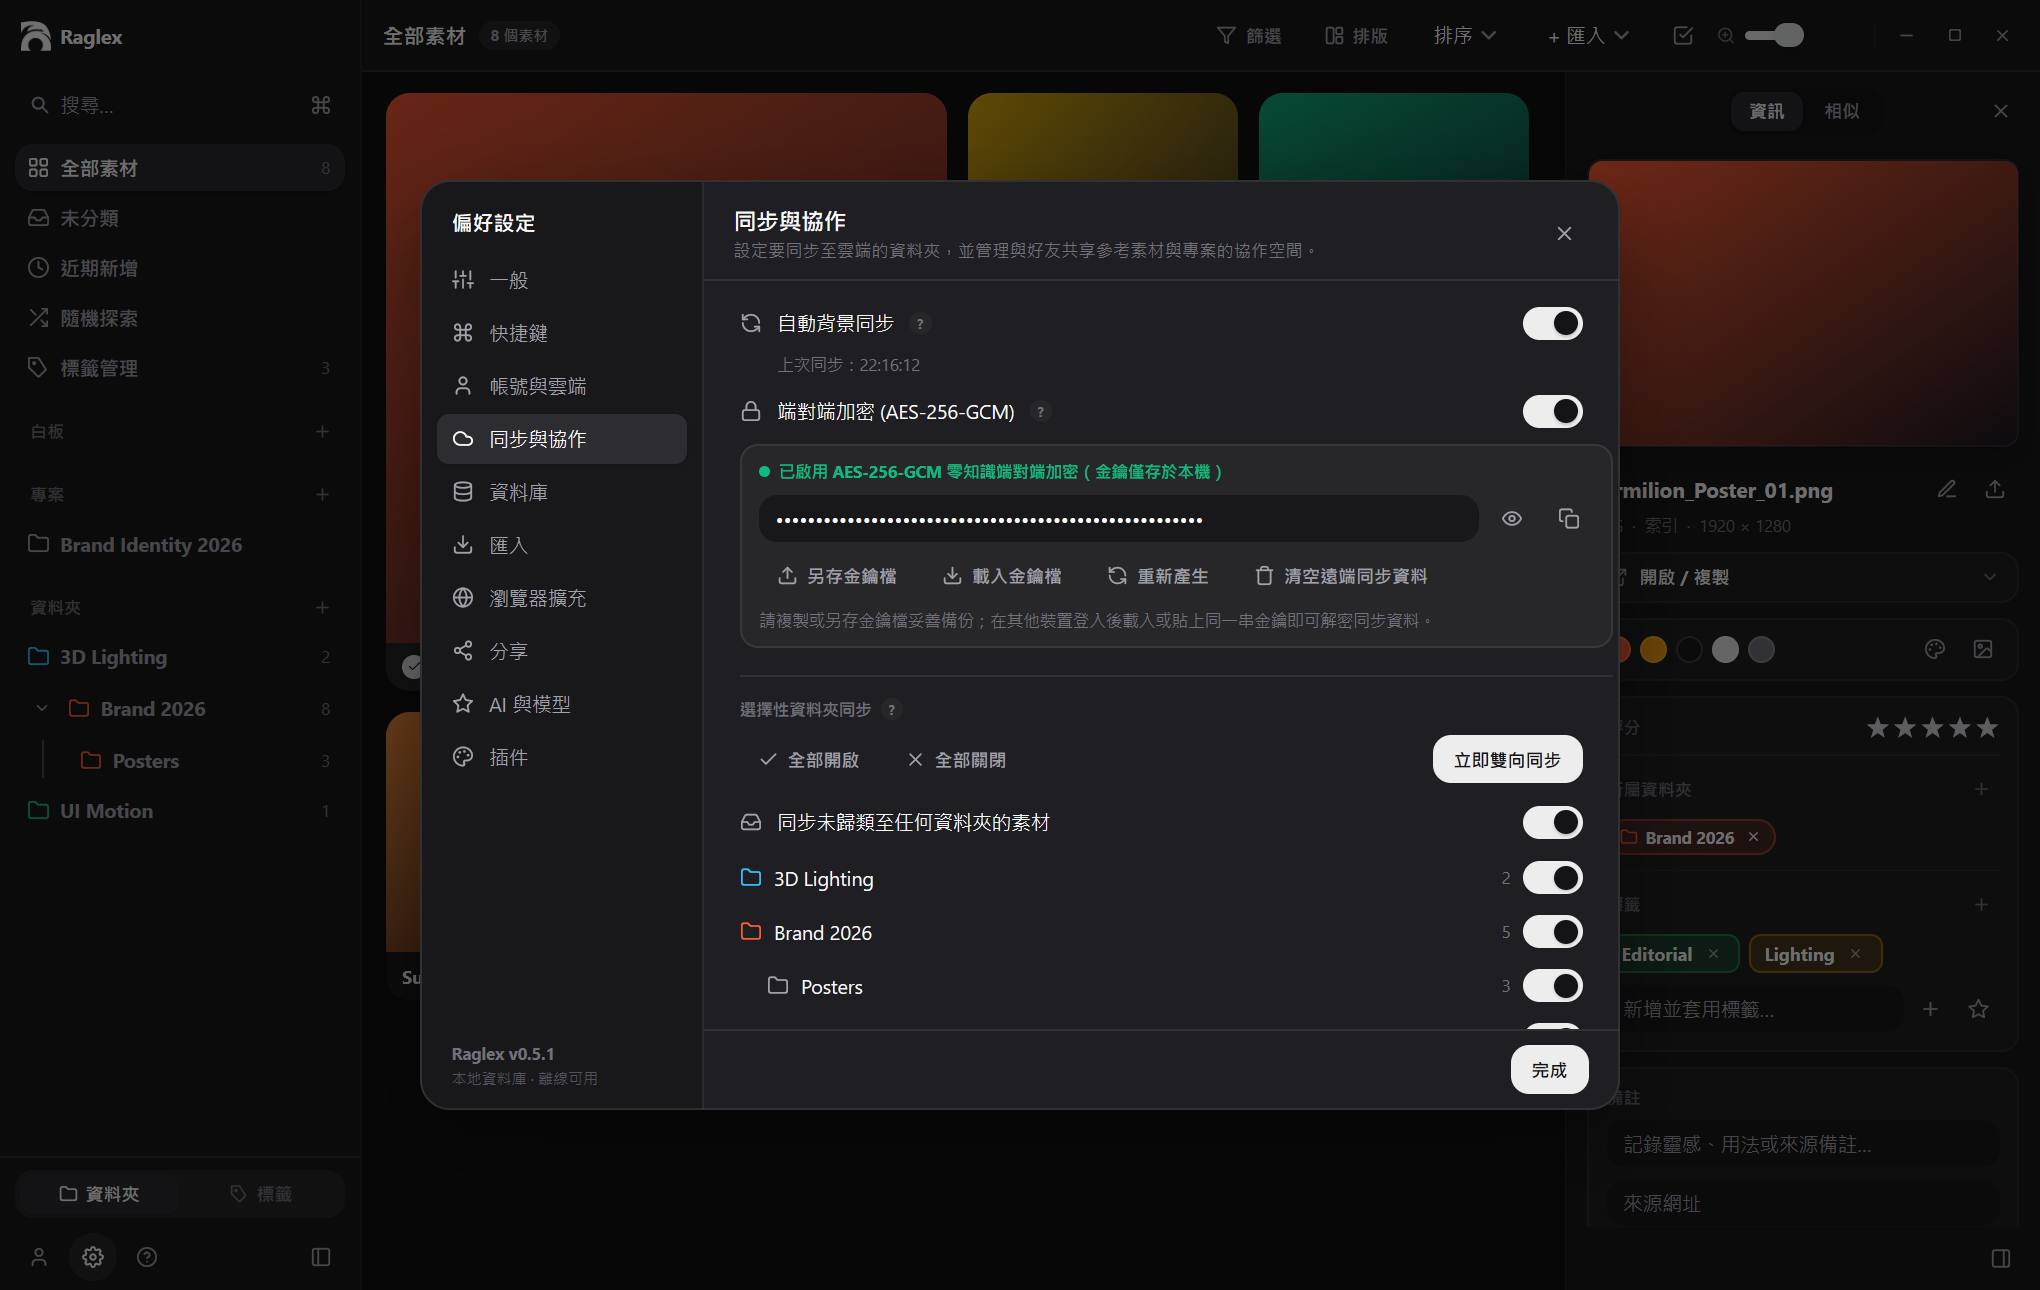 Raglex
搜尋...
全部素材 8
未分類
近期新增
隨機探索
標籤管理 3
白板
專案
Brand Identity 2026
資料夾
3D Lighting 2
Brand 2026 8
Posters 3
UI Motion 1
資料夾 標籤
全部素材 8 個素材
篩選 排版 排序 + 匯入
偏好設定
一般
快捷鍵
帳號與雲端
同步與協作
資料庫
匯入
瀏覽器擴充
分享
AI 與模型
插件
Raglex v0.5.1
本地資料庫 · 離線可用
同步與協作
設定要同步至雲端的資料夾，並管理與好友共享參考素材與專案的協作空間。
自動背景同步 ?
上次同步：22:16:12
端對端加密 (AES-256-GCM) ?
已啟用 AES-256-GCM 零知識端對端加密（金鑰僅存於本機）
••••••••••••••••••••••••••••••••••••••••••••••••••••••
另存金鑰檔 載入金鑰檔 重新產生 清空遠端同步資料
請複製或另存金鑰檔妥善備份；在其他裝置登入後載入或貼上同一串金鑰即可解密同步資料。
選擇性資料夾同步 ?
全部開啟 全部關閉 立即雙向同步
同步未歸類至任何資料夾的素材
3D Lighting 2
Brand 2026 5
Posters 3
完成
Su
資訊 相似
rmilion_Poster_01.png
· 索引 · 1920 × 1280
開啟 / 複製
分
屬資料夾
Brand 2026
籤
Editorial Lighting
新增並套用標籤...
備註
記錄靈感、用法或來源備註...
來源網址